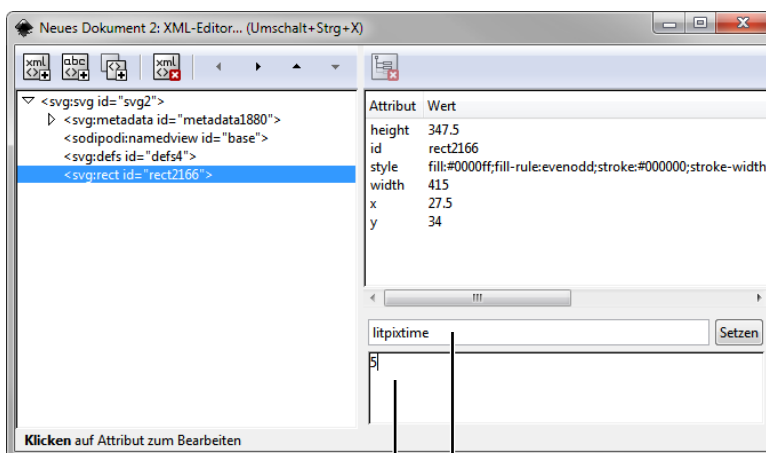 Neues Dokument 2: XML-Editor... (Umschalt+Strg+X)
xml abc xml
<svg:svg id="svg2">
<svg:metadata id="metadata1880">
<sodipodi:namedview id="base">
<svg:defs id="defs4">
<svg:rect id="rect2166">
Attribut Wert
height 347.5
id rect2166
style fill:#0000ff;fill-rule:evenodd;stroke:#000000;stroke-width
width 415
x 27.5
y 34
litpixtime
Setzen
5
Klicken auf Attribut zum Bearbeiten